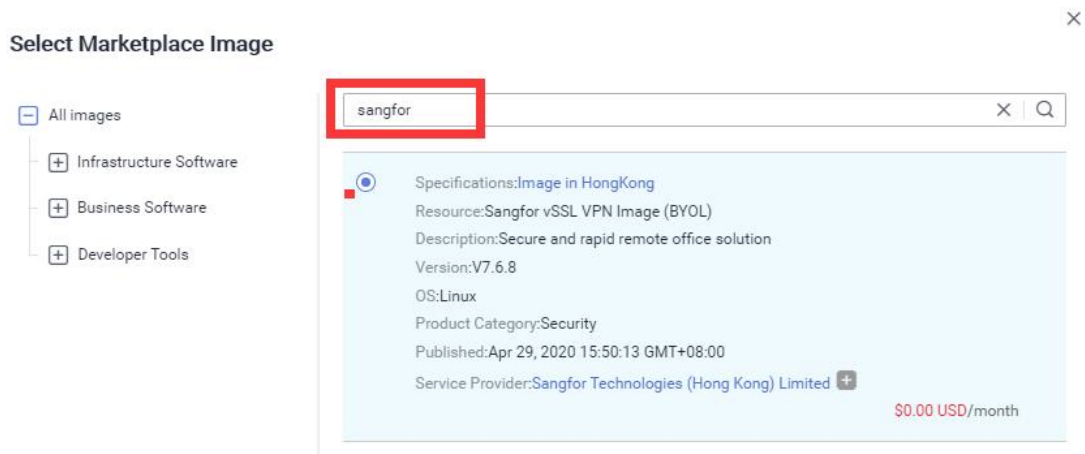 Select Marketplace Image
All images
Infrastructure Software
Business Software
Developer Tools
sangfor
Specifications:Image in HongKong
Resource:Sangfor vSSL VPN Image (BYOL)
Description:Secure and rapid remote office solution
Version:V7.6.8
OS:Linux
Product Category:Security
Published:Apr 29, 2020 15:50:13 GMT+08:00
Service Provider:Sangfor Technologies (Hong Kong) Limited
$0.00 USD/month